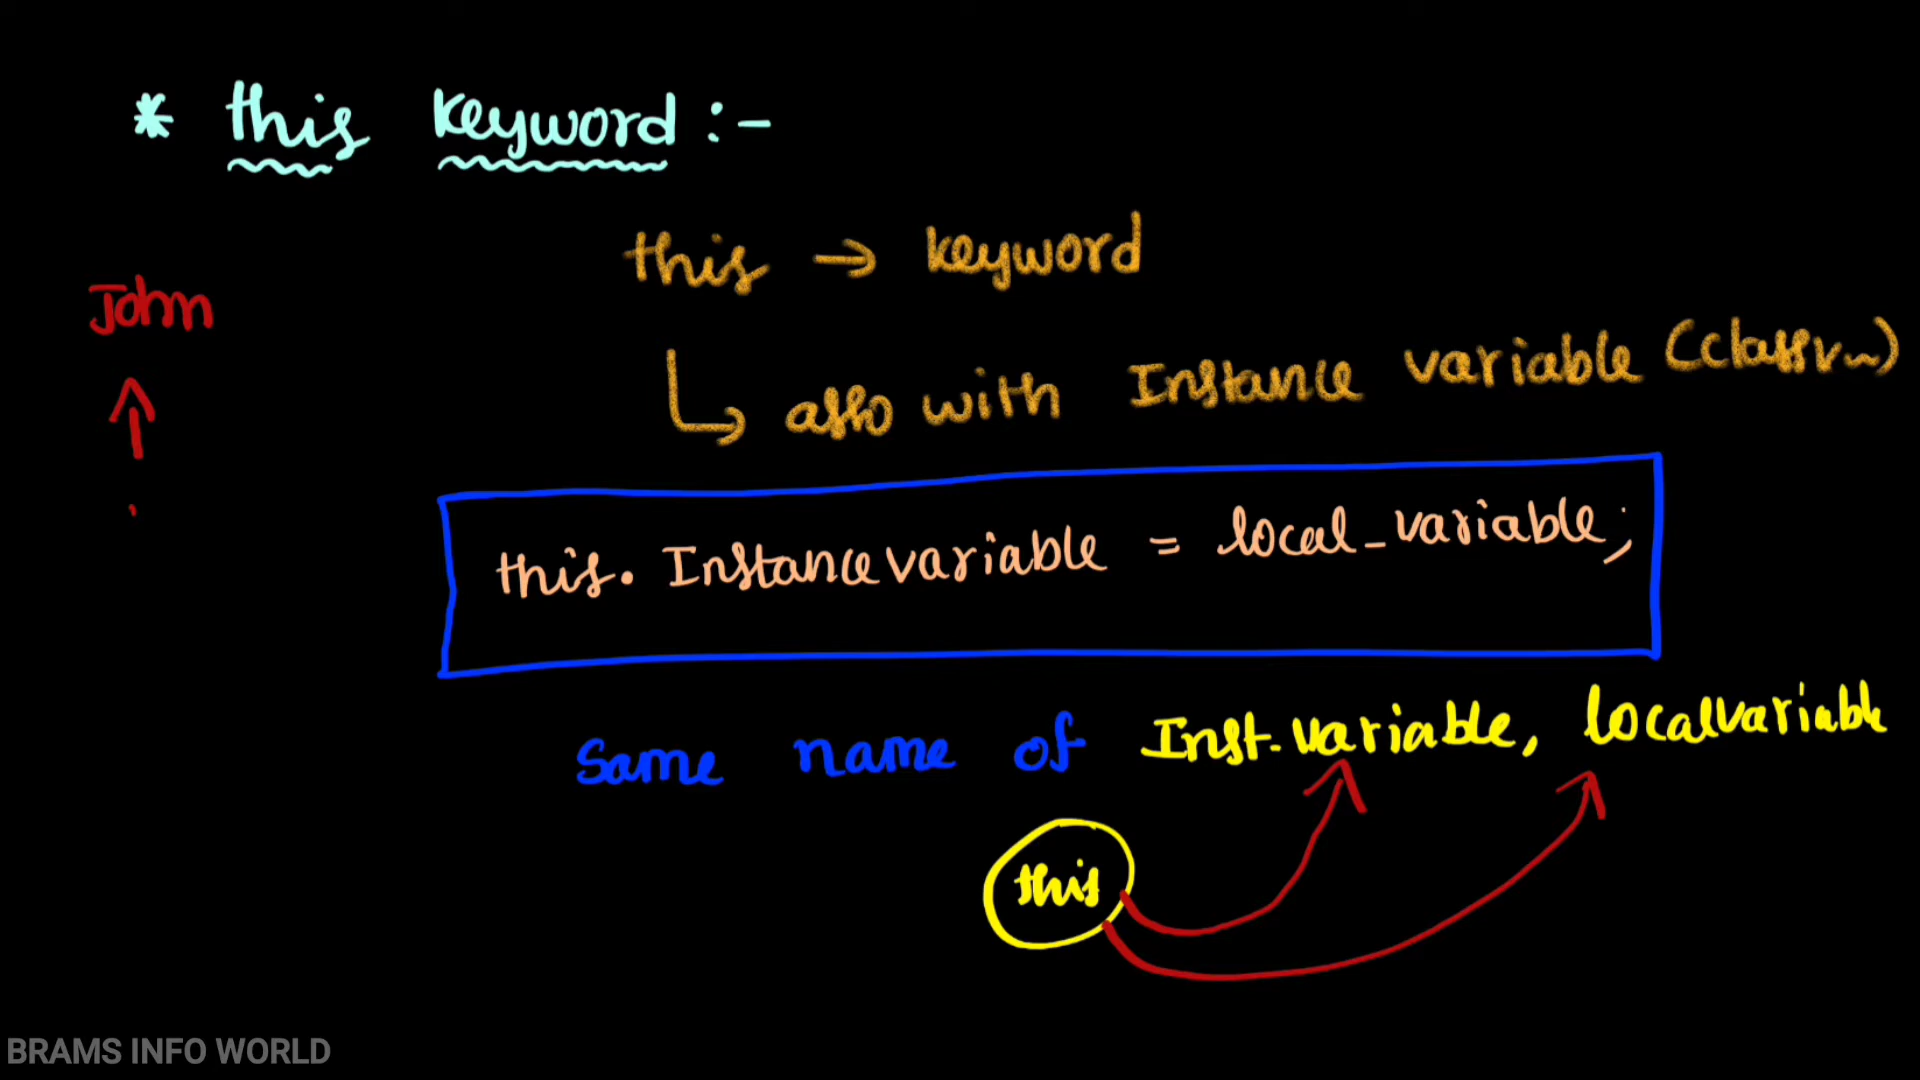 * this keyword :-
this → keyword
John
↳ also with Instance variable (class
this. Instancevariable = local_variable;
Same name of Inst.variable, localvariable
this
BRAMS INFO WORLD